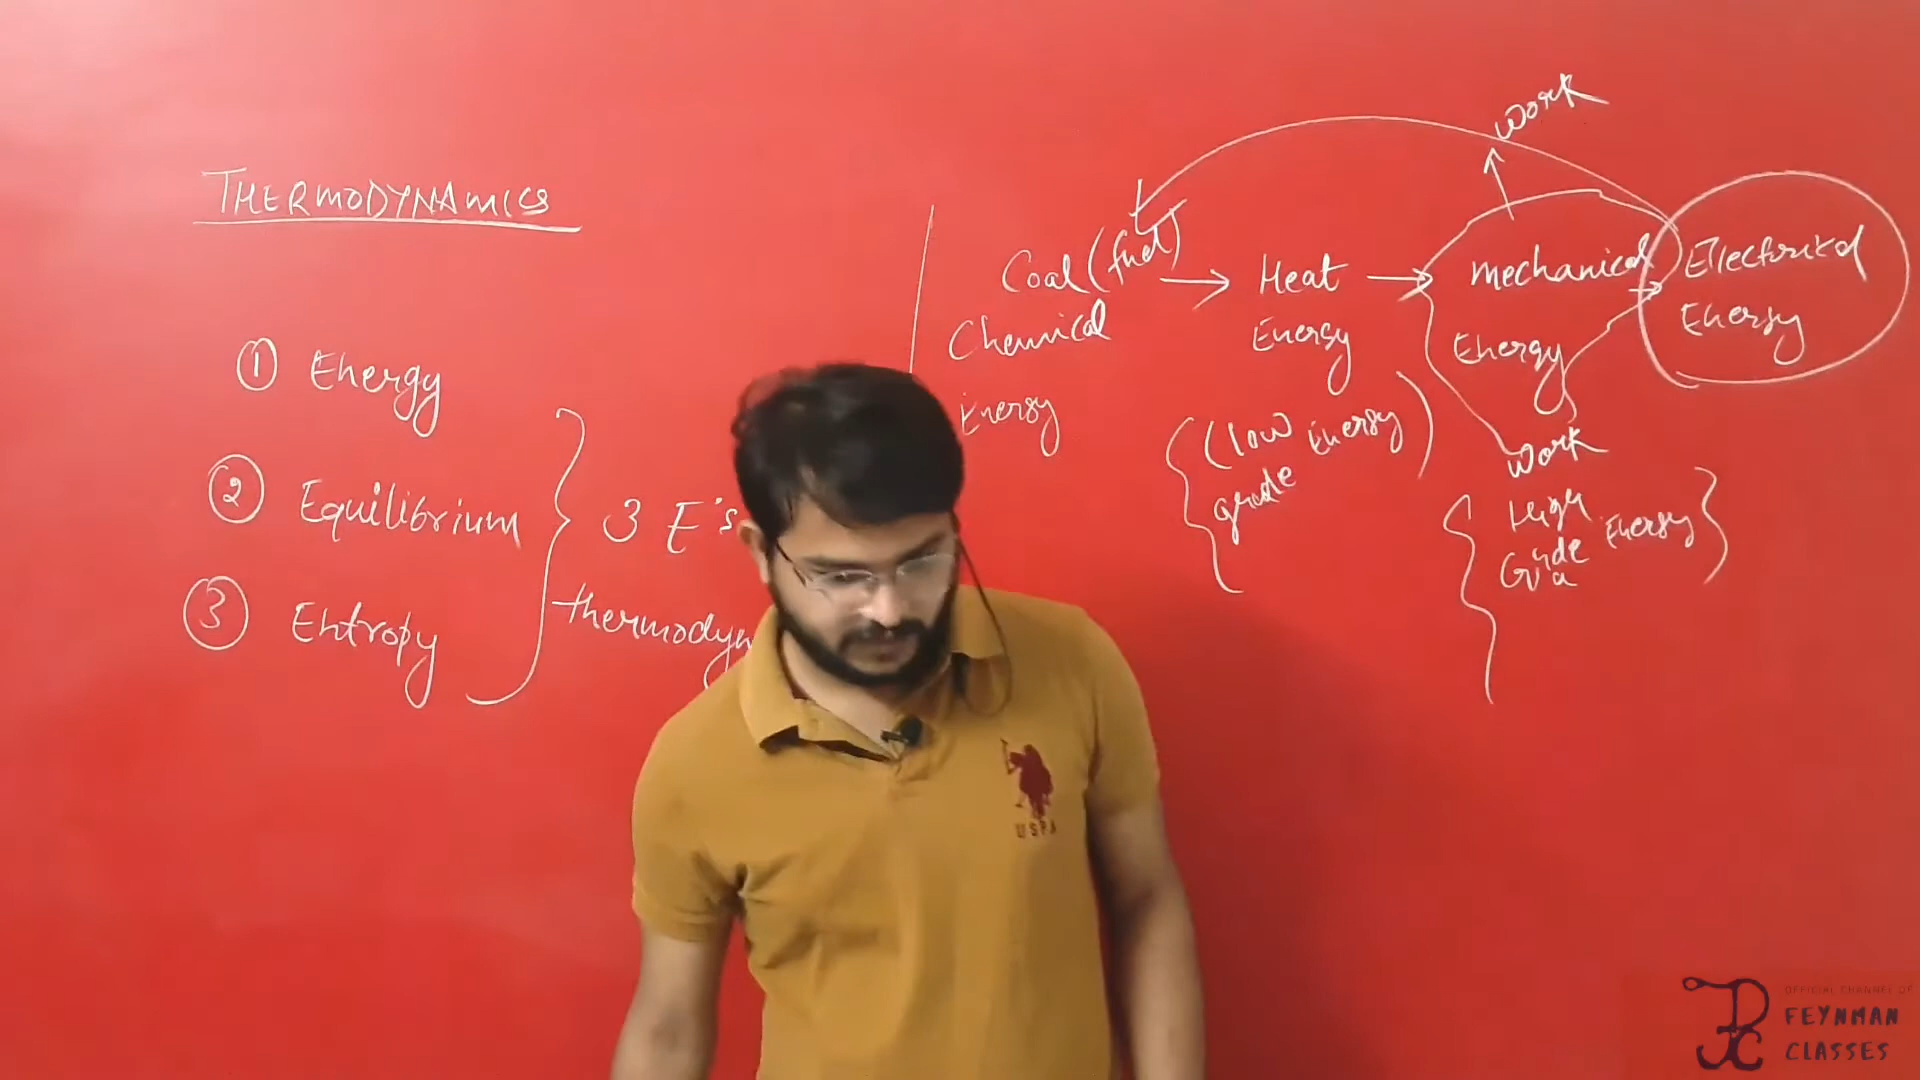 THERMODYNAMICS
① Energy
② Equilibrium
③ Entropy
3 E's
thermodyn
Work
Coal (fuel) → Heat → mechanical → Electrical
Chemical Energy Energy Energy
Energy
(low Energy
grade
Work
High
Grade Energy
USPA
OFFICIAL CHANNEL OF
FEYNMAN
CLASSES